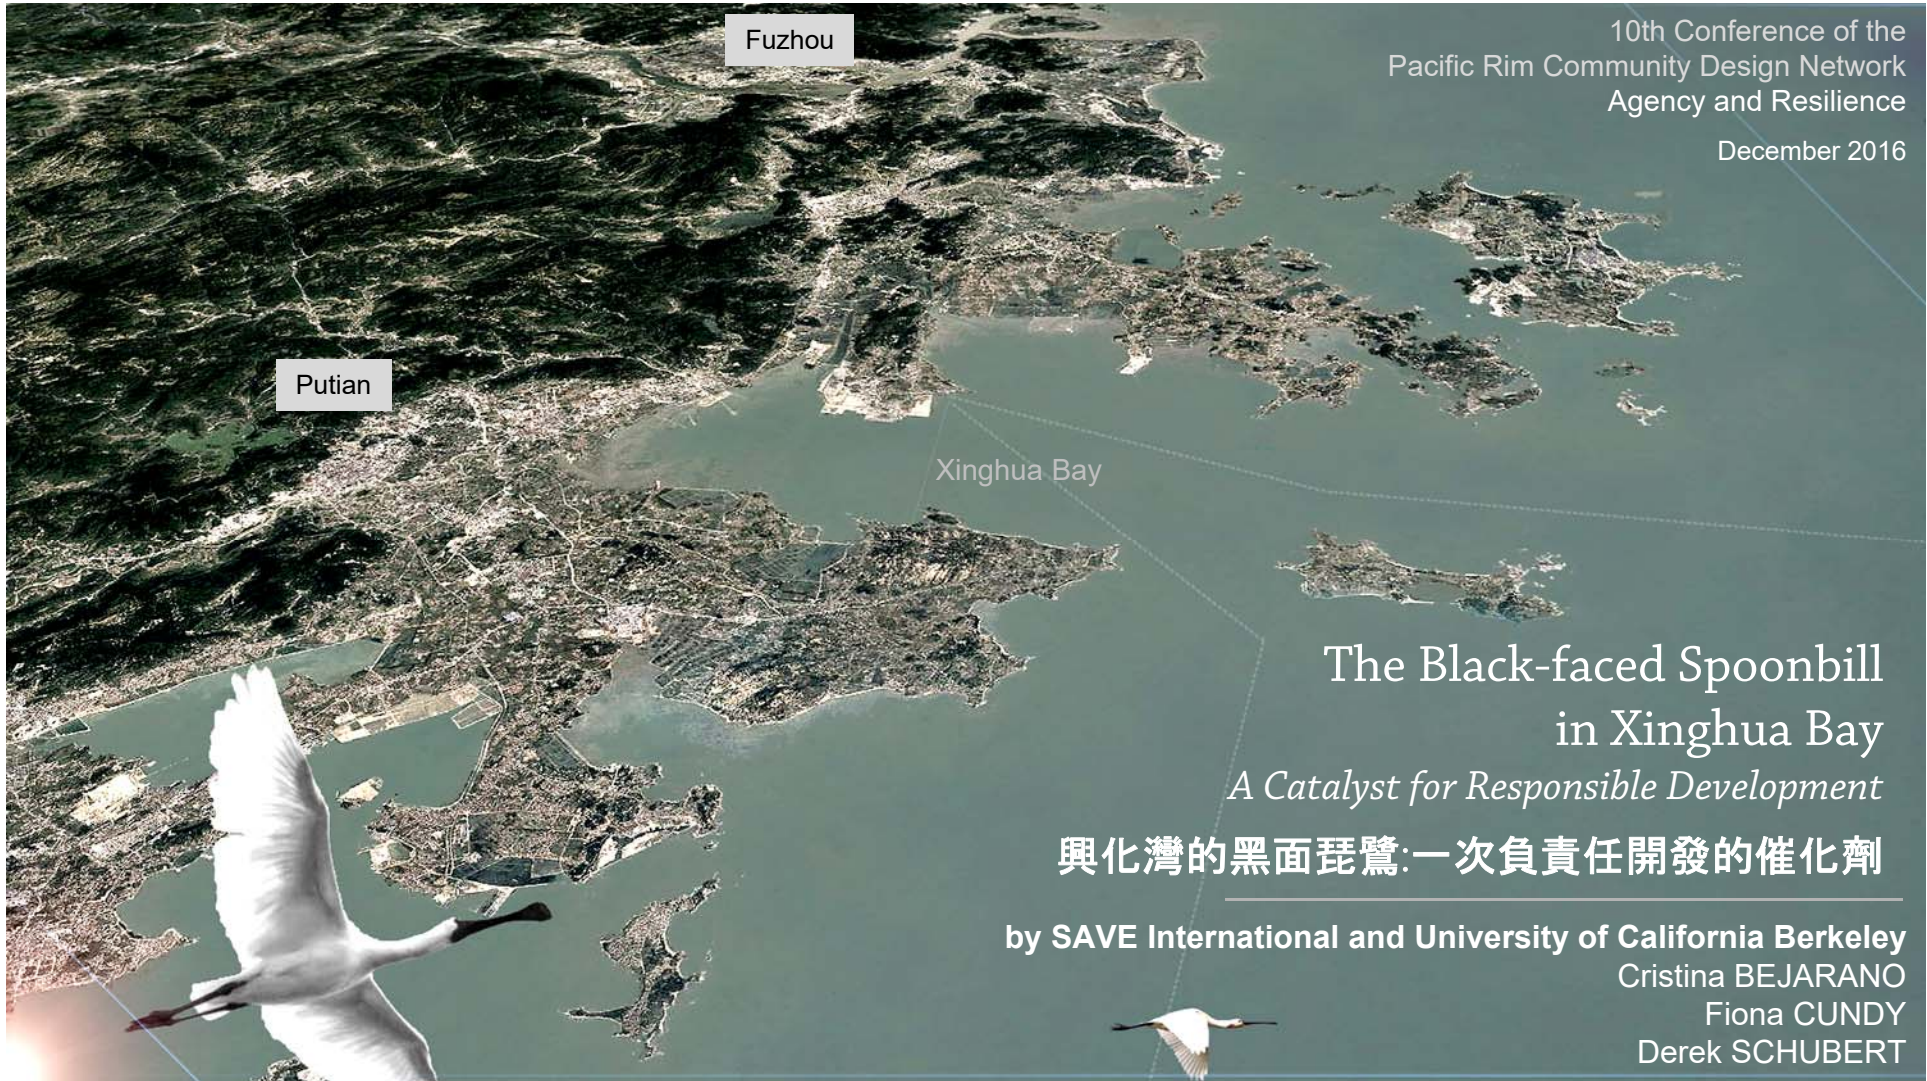 Fuzhou
10th Conference of the
Pacific Rim Community Design Network
Agency and Resilience
December 2016
Putian
Xinghua Bay
The Black-faced Spoonbill
in Xinghua Bay
A Catalyst for Responsible Development
興化灣的黑面琵鷺:一次負責任開發的催化劑
by SAVE International and University of California Berkeley
Cristina BEJARANO
Fiona CUNDY
Derek SCHUBERT